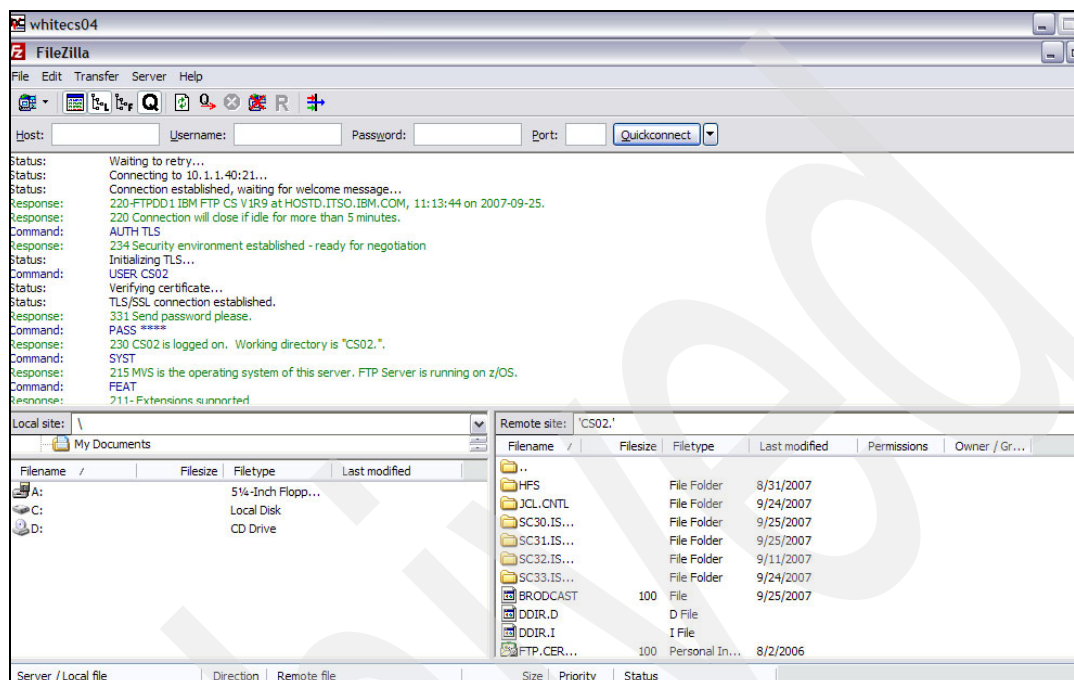 whitecs04
FileZilla
File Edit Transfer Server Help
Host: Username: Password: Port: Quickconnect
Status: Waiting to retry...
Status: Connecting to 10.1.1.40:21...
Status: Connection established, waiting for welcome message...
Response: 220-FTPDD1 IBM FTP CS V1R9 at HOSTD.ITSO.IBM.COM, 11:13:44 on 2007-09-25.
Response: 220 Connection will close if idle for more than 5 minutes.
Command: AUTH TLS
Response: 234 Security environment established - ready for negotiation
Status: Initializing TLS...
Command: USER CS02
Status: Verifying certificate...
Status: TLS/SSL connection established.
Response: 331 Send password please.
Command: PASS ****
Response: 230 CS02 is logged on. Working directory is "CS02.".
Command: SYST
Response: 215 MVS is the operating system of this server. FTP Server is running on z/OS.
Command: FEAT
Response: 211- Extensions supported
Local site: \
My Documents
Filename / Filesize Filetype Last modified
A: 5¼-Inch Flopp...
C: Local Disk
D: CD Drive
Remote site: 'CS02.'
Filename / Filesize Filetype Last modified Permissions Owner / Gr...
..
HFS File Folder 8/31/2007
JCL.CNTL File Folder 9/24/2007
SC30.IS... File Folder 9/25/2007
SC31.IS... File Folder 9/25/2007
SC32.IS... File Folder 9/11/2007
SC33.IS... File Folder 9/24/2007
BRODCAST 100 File 9/25/2007
DDIR.D D File
DDIR.I I File
FTP.CER... 100 Personal In... 8/2/2006
Server / Local file Direction Remote file Size Priority Status